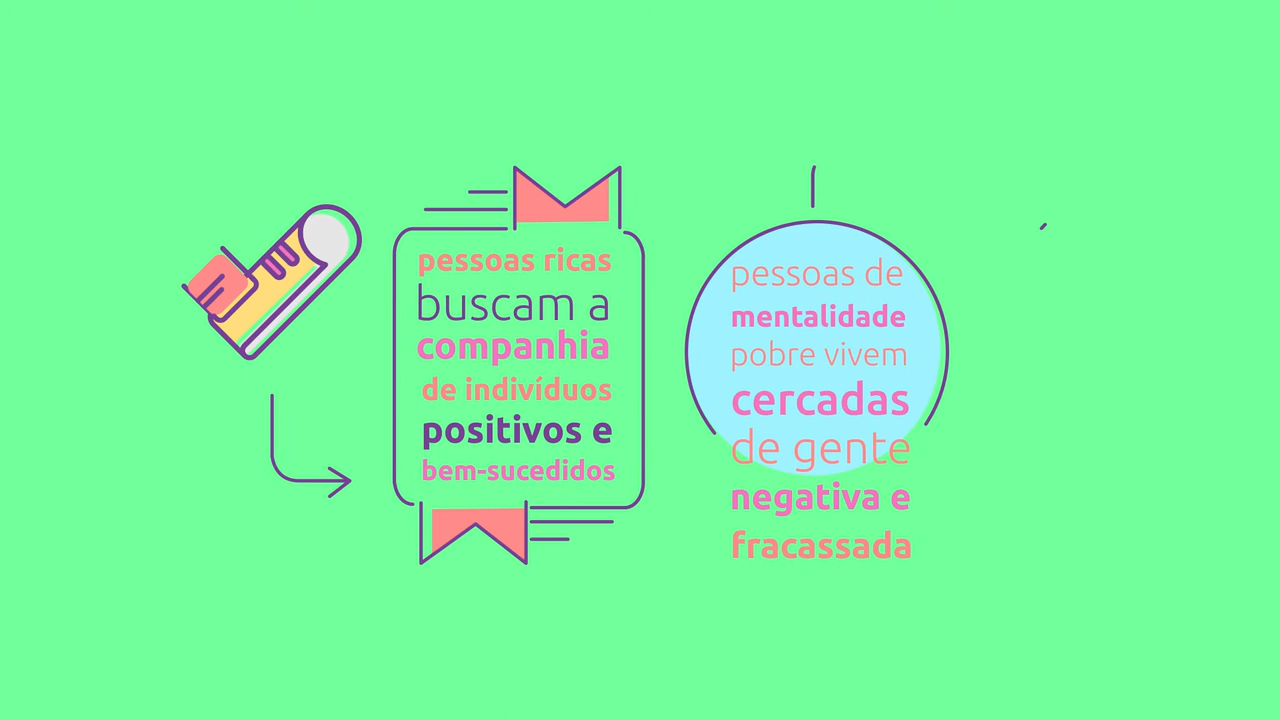 pessoas ricas
buscam a
companhia
de indivíduos
positivos e
bem-sucedidos
pessoas de
mentalidade
pobre vivem
cercadas
de gente
negativa e
fracassada